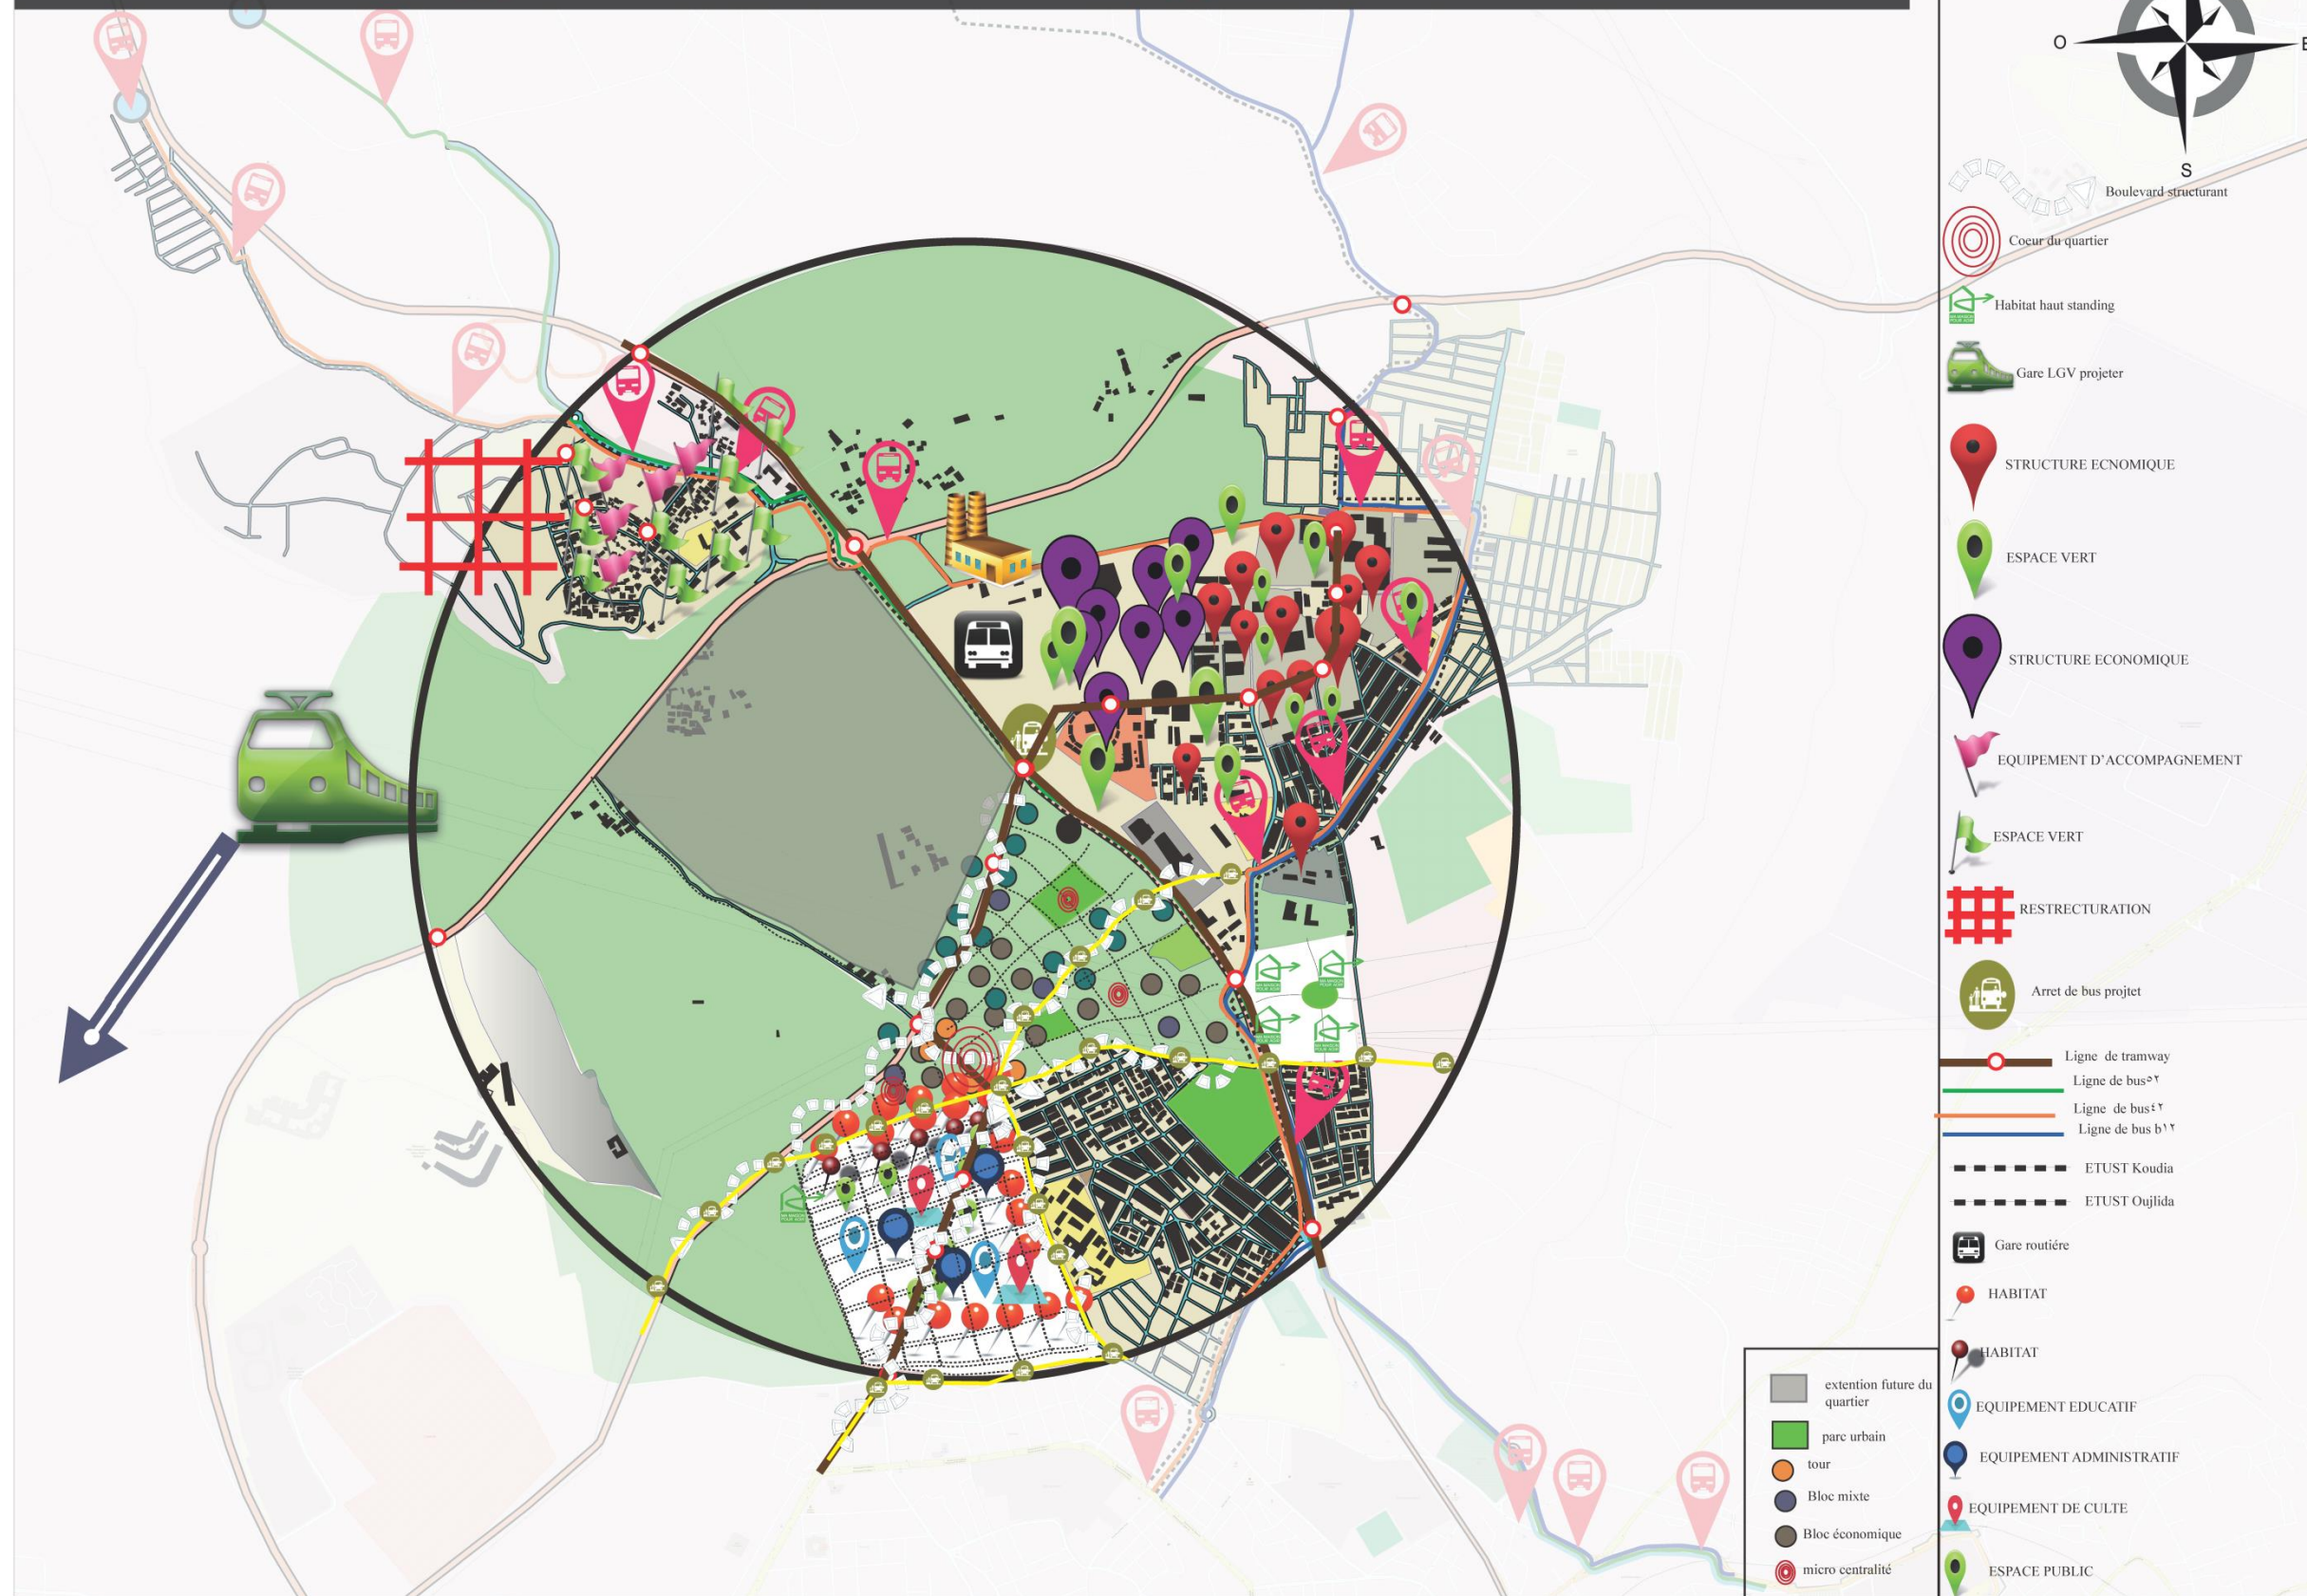 O
E
S
Boulevard structurant
Coeur du quartier
Habitat haut standing
Gare LGV projeter
STRUCTURE ECNOMIQUE
ESPACE VERT
STRUCTURE ECONOMIQUE
EQUIPEMENT D'ACCOMPAGNEMENT
ESPACE VERT
RESTRECTURATION
Arret de bus projtet
Ligne de tramway
Ligne de bus٥٢
Ligne de bus٤٢
Ligne de bus b١٢
ETUST Koudia
ETUST Oujlida
Gare routiére
HABITAT
HABITAT
EQUIPEMENT EDUCATIF
EQUIPEMENT ADMINISTRATIF
EQUIPEMENT DE CULTE
ESPACE PUBLIC
extention future du
quartier
parc urbain
tour
Bloc mixte
Bloc économique
micro centralité